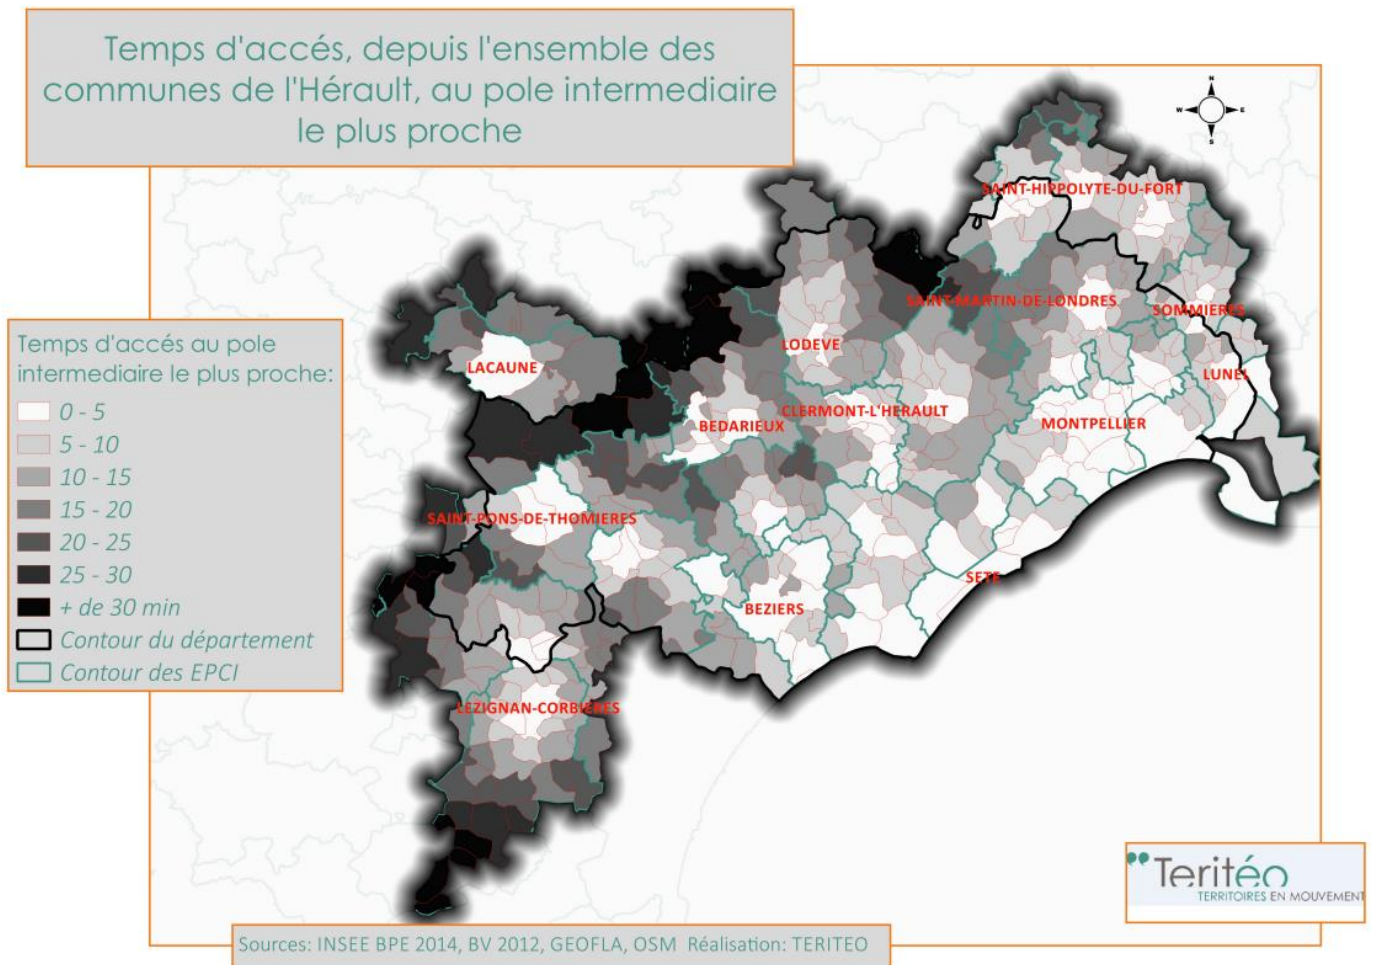 Temps d'accés, depuis l'ensemble des
communes de l'Hérault, au pole intermediaire
le plus proche
N
W E
S
SAINT-HIPPOLYTE-DU-FORT
SAINT-MARTIN-DE-LONDRES
SOMMIERES
LODEVE
LACAUNE
LUNEL
CLERMONT-L'HERAULT
BEDARIEUX
MONTPELLIER
SAINT-PONS-DE-THOMIERES
SETE
BEZIERS
LEZIGNAN-CORBIERES
Temps d'accés au pole
intermediaire le plus proche:
0 - 5
5 - 10
10 - 15
15 - 20
20 - 25
25 - 30
+ de 30 min
Contour du département
Contour des EPCI
Teritéo
TERRITOIRES EN MOUVEMENT
Sources: INSEE BPE 2014, BV 2012, GEOFLA, OSM Réalisation: TERITEO